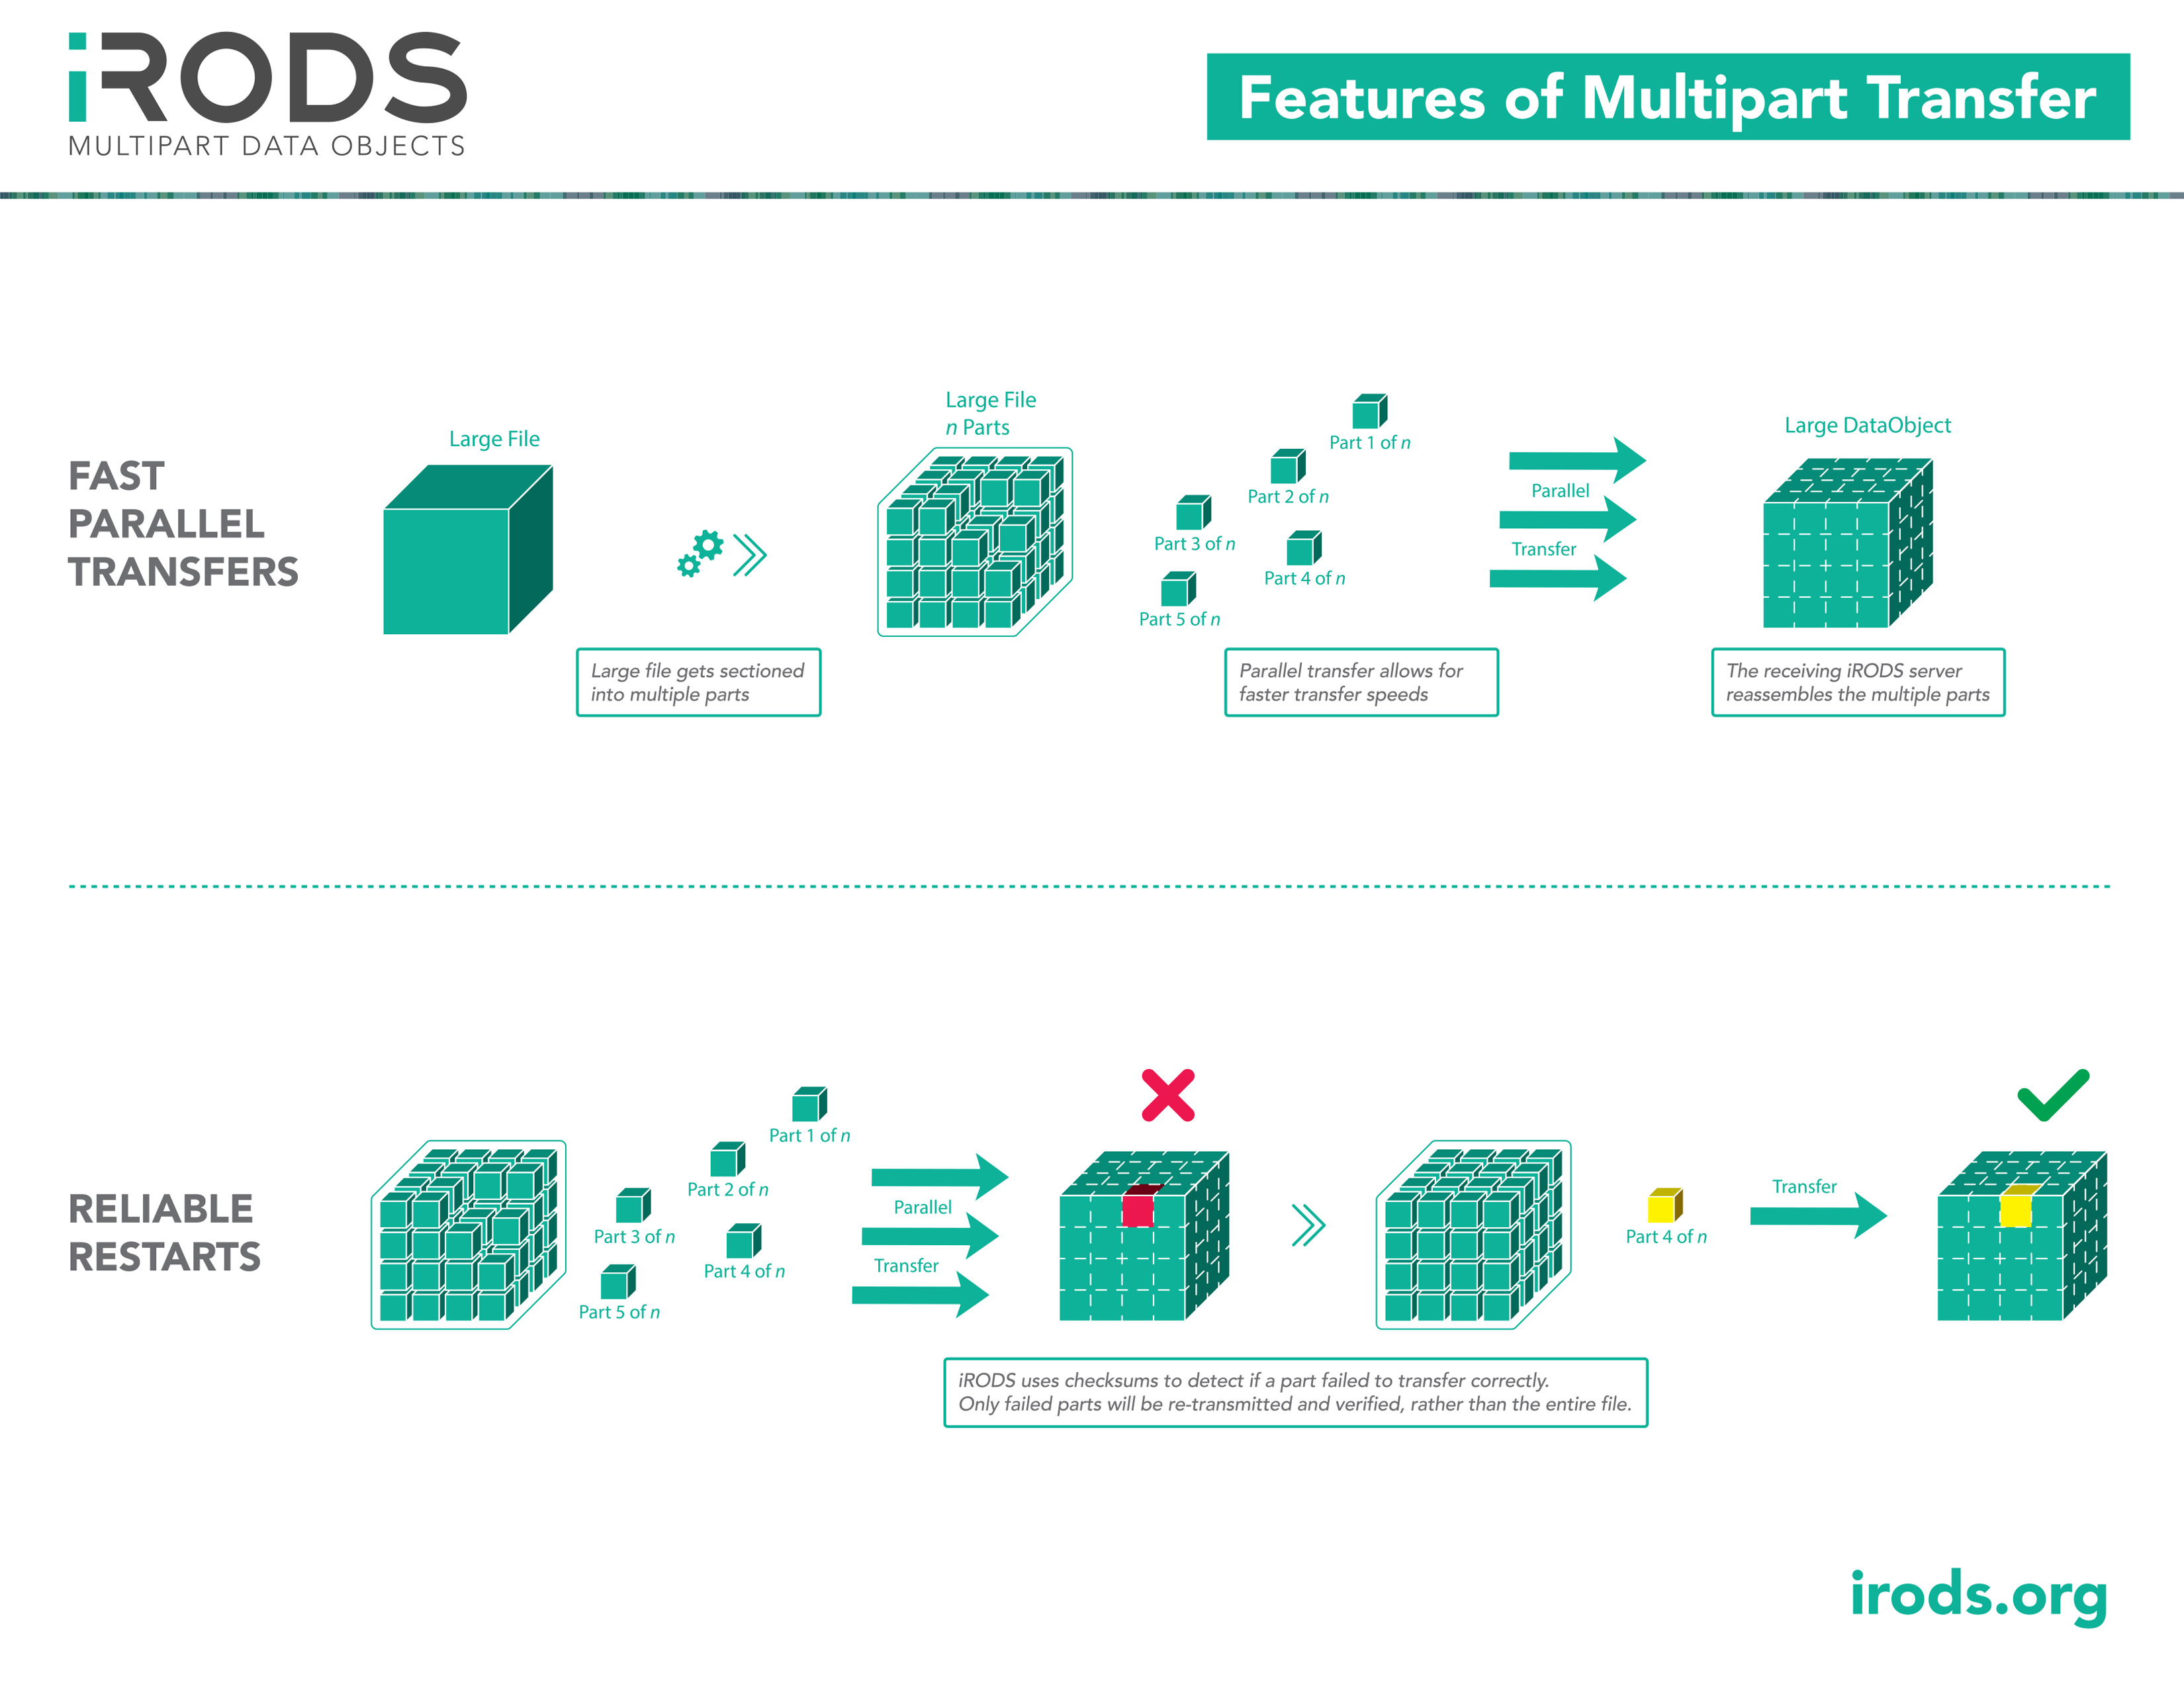 iRODS
MULTIPART DATA OBJECTS
Features of Multipart Transfer
FAST
PARALLEL
TRANSFERS
Large File
Large File
n Parts
Part 1 of n
Part 2 of n
Part 3 of n
Part 4 of n
Part 5 of n
Parallel
Transfer
Large DataObject
Large file gets sectioned
into multiple parts
Parallel transfer allows for
faster transfer speeds
The receiving iRODS server
reassembles the multiple parts
RELIABLE
RESTARTS
Part 1 of n
Part 2 of n
Part 3 of n
Part 4 of n
Part 5 of n
Parallel
Transfer
Part 4 of n
Transfer
iRODS uses checksums to detect if a part failed to transfer correctly.
Only failed parts will be re-transmitted and verified, rather than the entire file.
irods.org